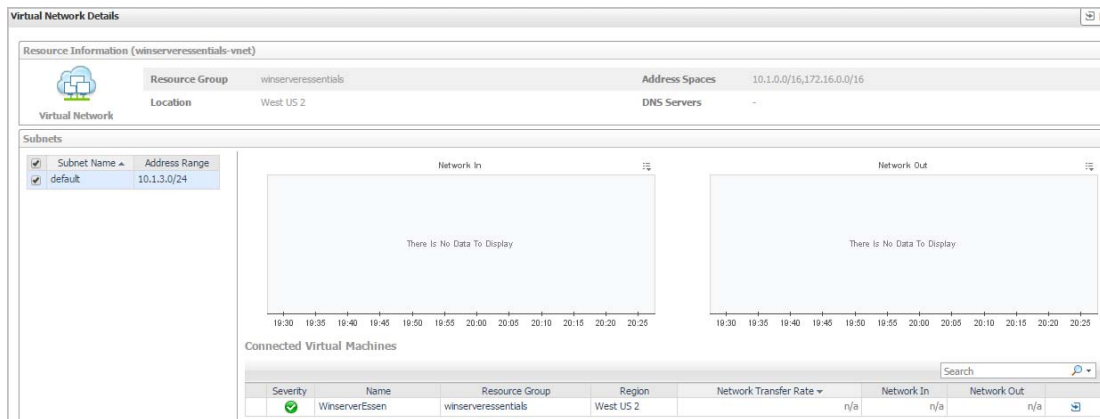 Virtual Network Details
Resource Information (winserveressentials-vnet)
Resource Group winserveressentials Address Spaces 10.1.0.0/16,172.16.0.0/16
Location West US 2 DNS Servers -
Virtual Network
Subnets
Subnet Name Address Range
default 10.1.3.0/24
Network In
There Is No Data To Display
19:30 19:35 19:40 19:45 19:50 19:55 20:00 20:05 20:10 20:15 20:20 20:25
Network Out
There Is No Data To Display
19:30 19:35 19:40 19:45 19:50 19:55 20:00 20:05 20:10 20:15 20:20 20:25
Connected Virtual Machines
Search
Severity Name Resource Group Region Network Transfer Rate Network In Network Out
WinserverEssen winserveressentials West US 2 n/a n/a n/a